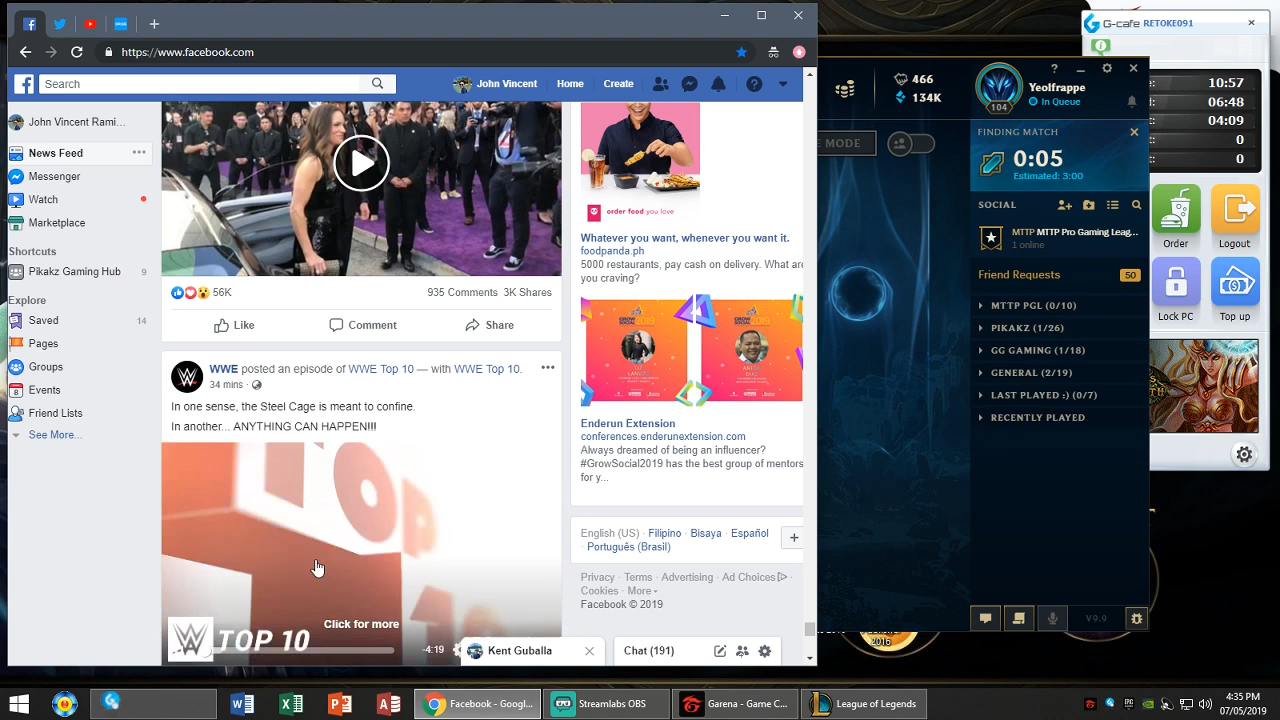 https://www.facebook.com
Search
John Vincent
Home
Create
John Vincent Rami...
News Feed
Messenger
Watch
Marketplace
Shortcuts
Pikakz Gaming Hub
9
Explore
Saved
14
Pages
Groups
8
Events
Friend Lists
See More...
56K
935 Comments
3K Shares
Like
Comment
Share
WWE posted an episode of WWE Top 10 — with WWE Top 10.
34 mins ·
In one sense, the Steel Cage is meant to confine.
In another... ANYTHING CAN HAPPEN!!!
Click for more
TOP 10
-4:19
order food you love
Whatever you want, whenever you want it.
foodpanda.ph
5000 restaurants, pay cash on delivery. What are
you craving?
Enderun Extension
conferences.enderunextension.com
Always dreamed of being an influencer?
#GrowSocial2019 has the best group of mentors
for y...
English (US) · Filipino · Bisaya · Español
· Português (Brasil)
Privacy · Terms · Advertising · Ad Choices ·
Cookies · More
Facebook © 2019
Kent Guballa
Chat (191)
466
134K
E MODE
104
Yeolfrappe
In Queue
FINDING MATCH
0:05
Estimated: 3:00
SOCIAL
MTTP MTTP Pro Gaming Leag...
1 online
Friend Requests
50
MTTP PGL (0/10)
PIKAKZ (1/26)
GG GAMING (1/18)
GENERAL (2/19)
LAST PLAYED :) (0/7)
RECENTLY PLAYED
V9.9
G-cafe RETOKE091
10:57
06:48
04:09
0
0
Order
Logout
Lock PC
Top up
2016
Facebook - Googl...
Streamlabs OBS
Garena - Game C...
League of Legends
4:35 PM
07/05/2019